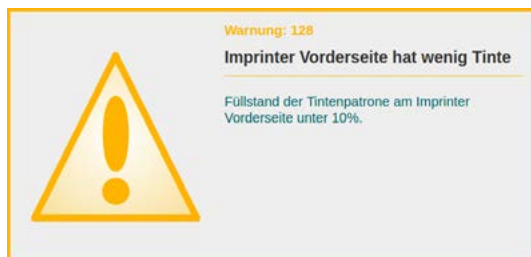 Warnung: 128
Imprinter Vorderseite hat wenig Tinte
Füllstand der Tintenpatrone am Imprinter
Vorderseite unter 10%.